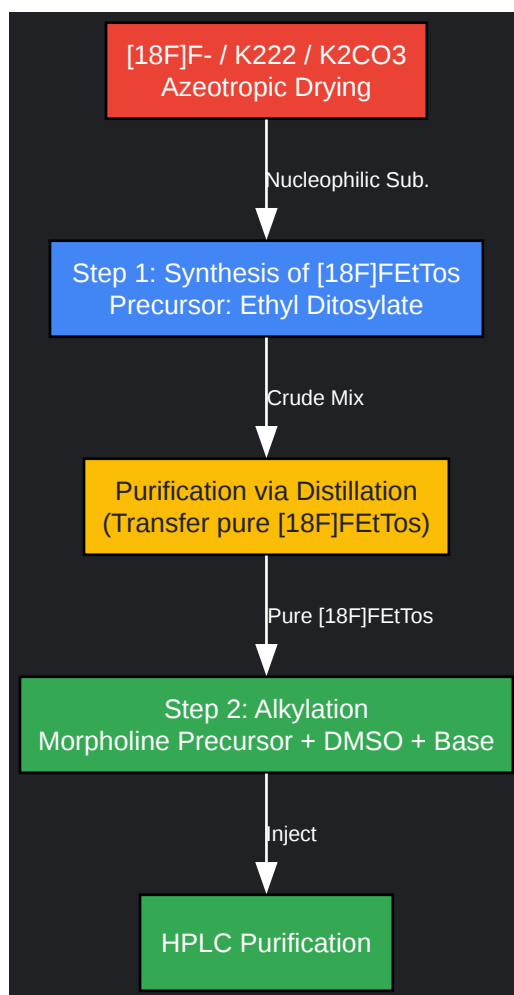 [18F]F- / K222 / K2CO3
Azeotropic Drying
Nucleophilic Sub.
Step 1: Synthesis of [18F]FEtTos
Precursor: Ethyl Ditosylate
Crude Mix
Purification via Distillation
(Transfer pure [18F]FEtTos)
Pure [18F]FEtTos
Step 2: Alkylation
Morpholine Precursor + DMSO + Base
Inject
HPLC Purification